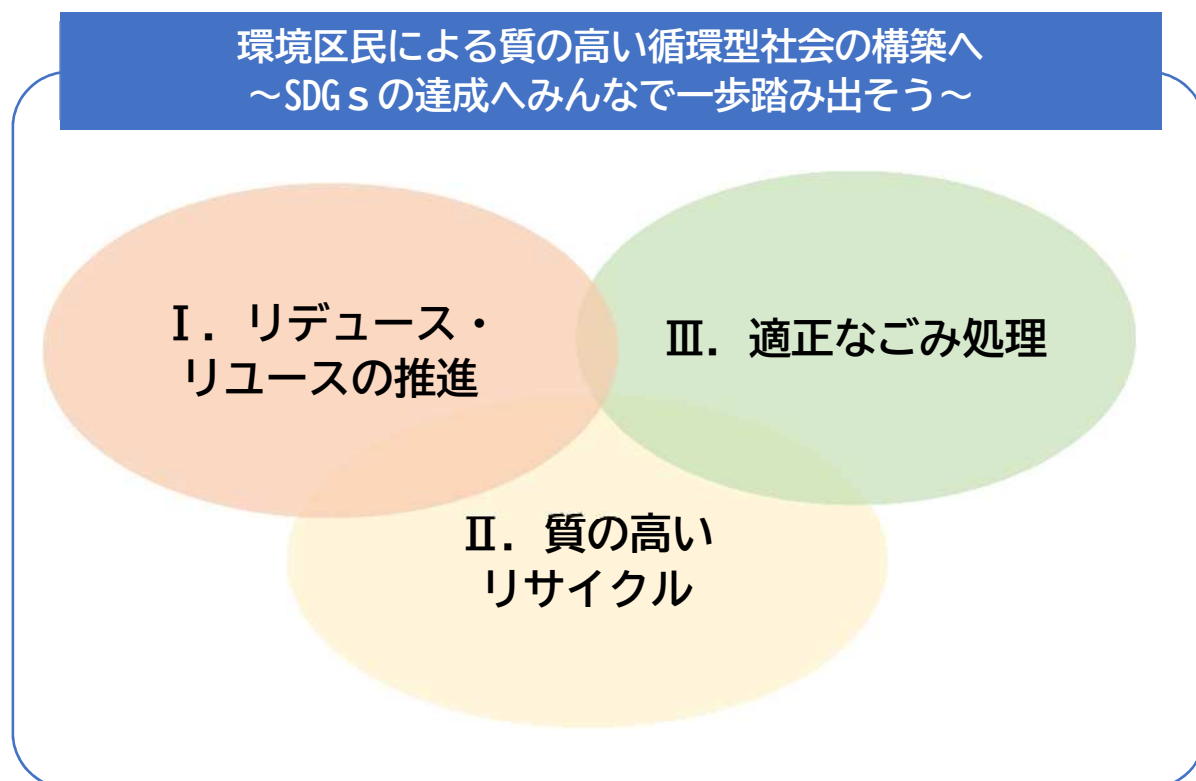 環境区民による質の高い循環型社会の構築へ
～SDGｓの達成へみんなで一歩踏み出そう～
Ⅰ．リデュース・
リユースの推進
Ⅲ．適正なごみ処理
Ⅱ．質の高い
リサイクル